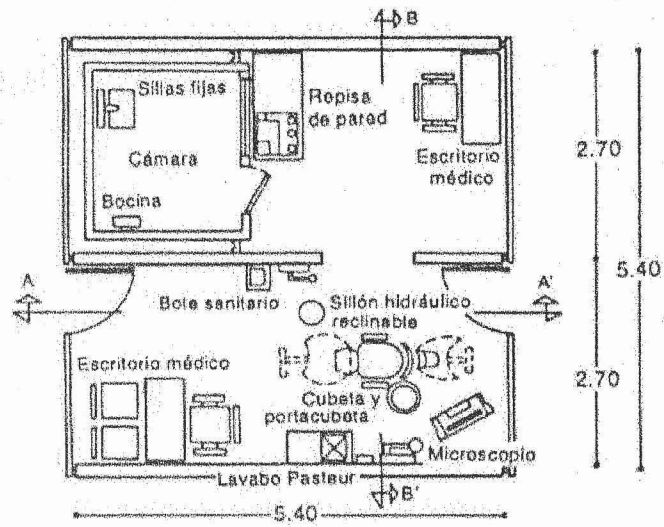 B
Sillas fijas
Repisa
de pared
Cámara
Escritorio
médico
Bocina
2.70
5.40
A
A'
Bote sanitario
Sillón hidráulico
reclinable
Escritorio médico
Cubeta y
portacubeta
2.70
Microscopio
Lavabo Pasteur
B'
5.40